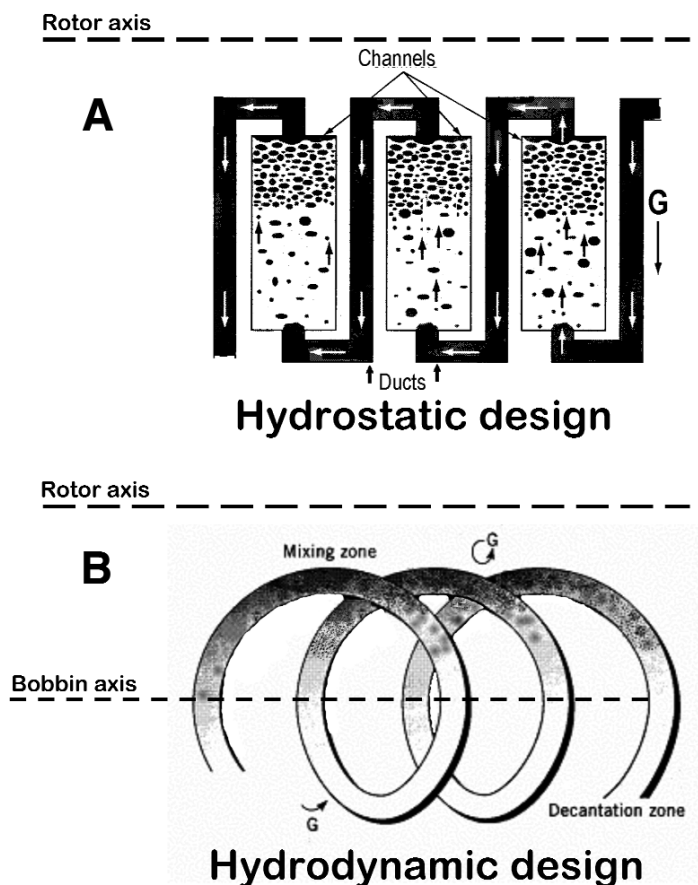 Rotor axis
Channels
A
G
Ducts
Hydrostatic design
Rotor axis
B
Mixing zone
G
Bobbin axis
G
Decantation zone
Hydrodynamic design